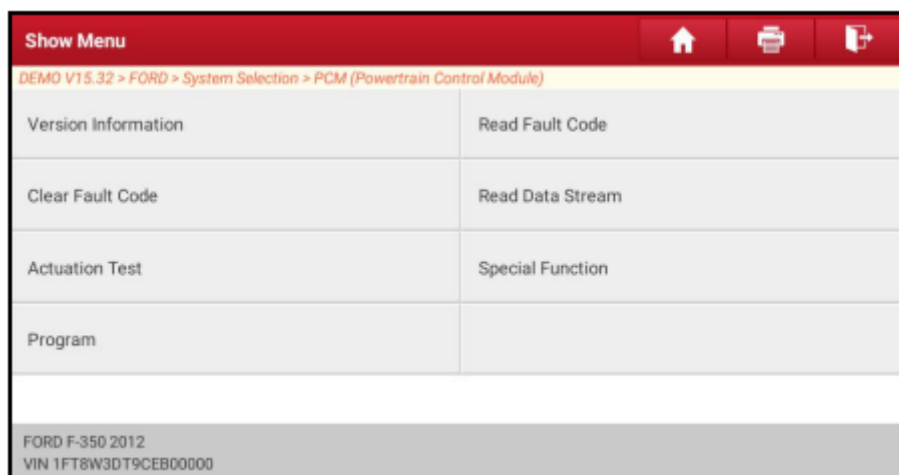 Show Menu
DEMO V15.32 > FORD > System Selection > PCM (Powertrain Control Module)
Version Information
Read Fault Code
Clear Fault Code
Read Data Stream
Actuation Test
Special Function
Program
FORD F-350 2012
VIN 1FT8W3DT9CEB00000